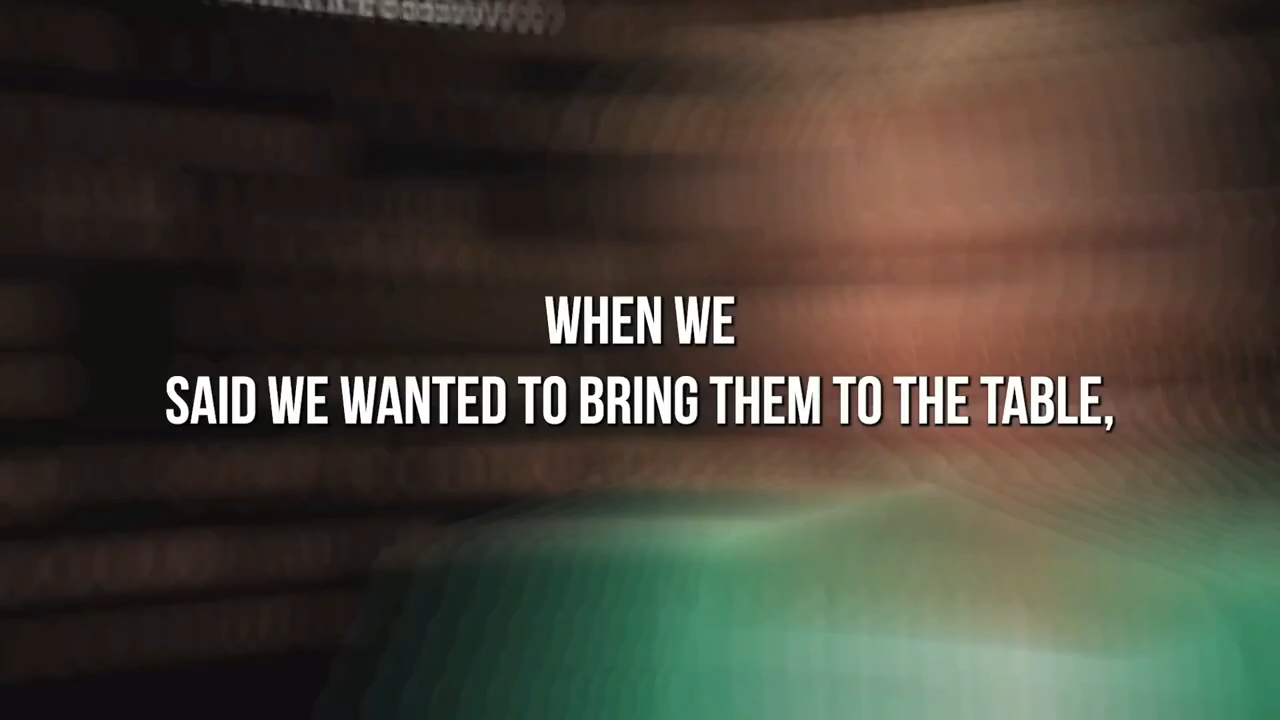 WHEN WE
SAID WE WANTED TO BRING THEM TO THE TABLE,